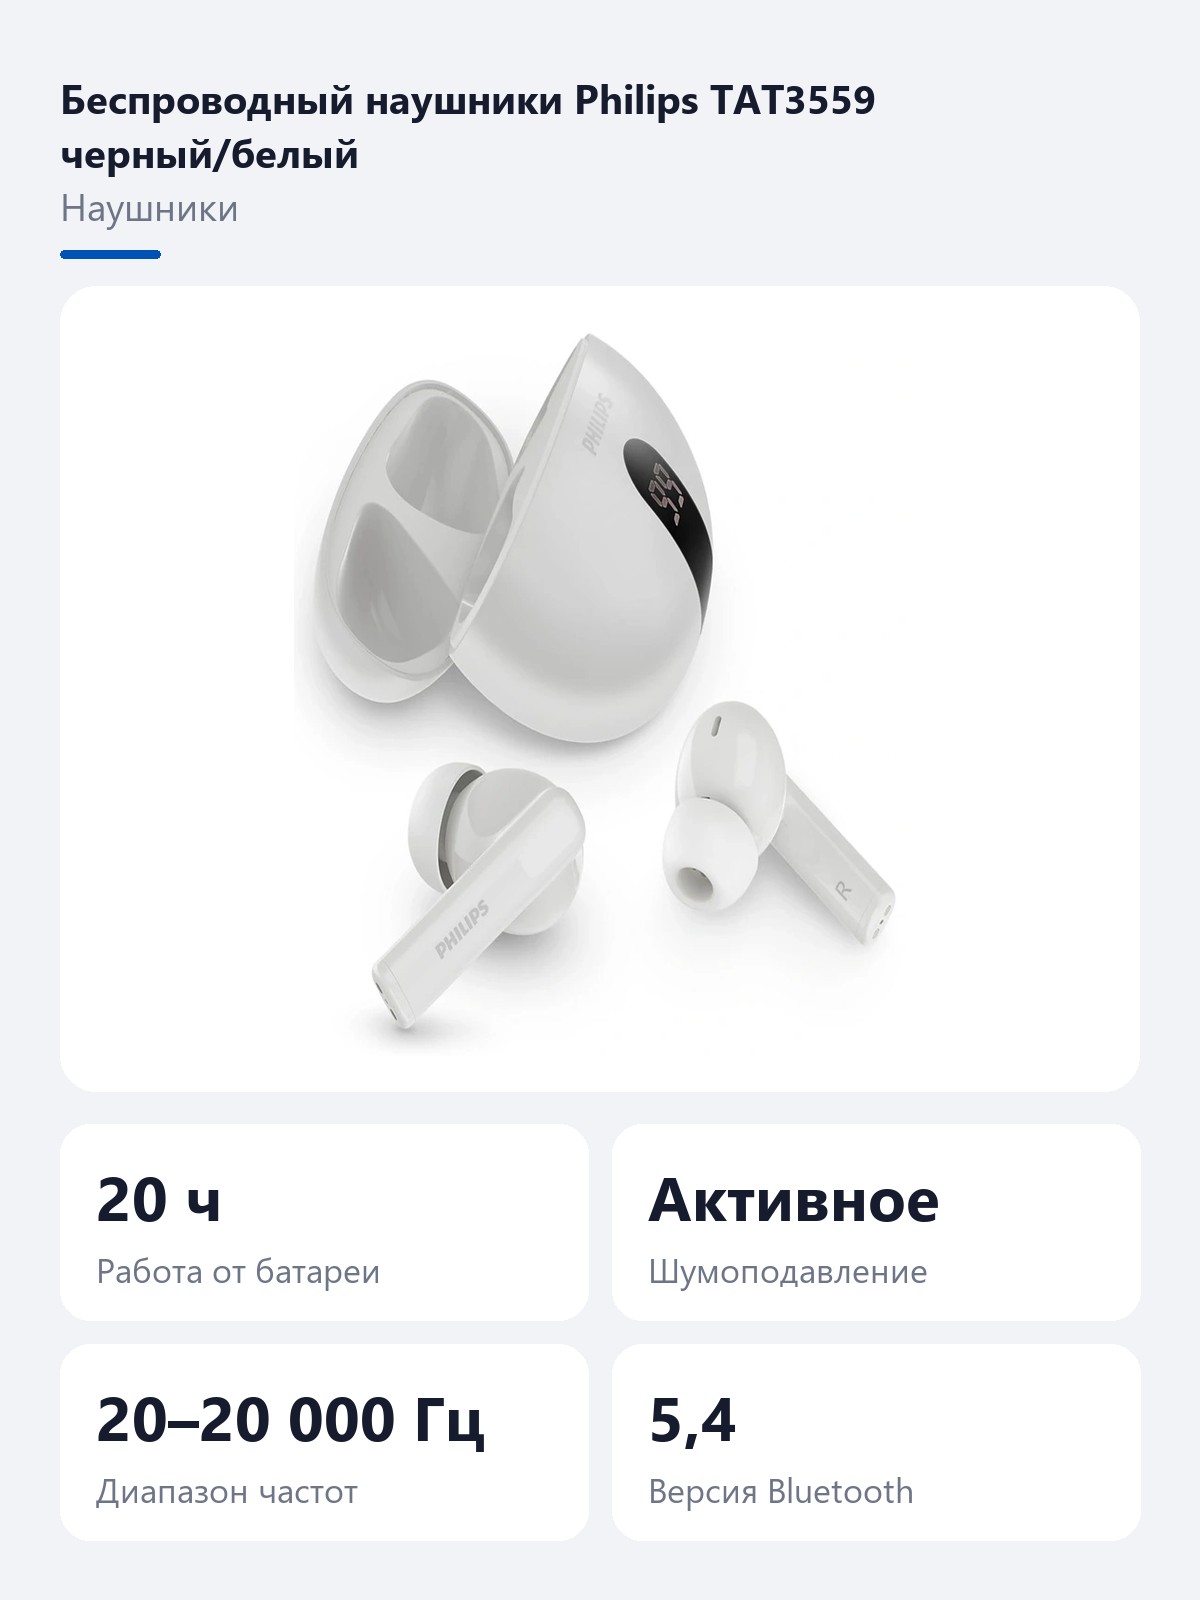 Беспроводный наушники Philips TAT3559
черный/белый
Наушники
PHILIPS
PHILIPS
R
20 ч
Работа от батареи
Активное
Шумоподавление
20–20 000 Гц
Диапазон частот
5,4
Версия Bluetooth